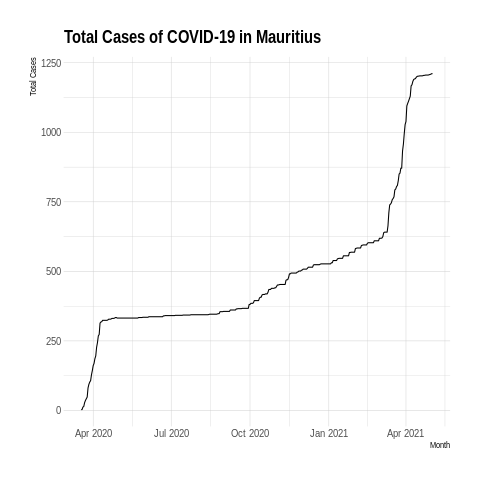 Total Cases of COVID-19 in Mauritius
Total Cases
1250
1000
750
500
250
0
Apr 2020 Jul 2020 Oct 2020 Jan 2021 Apr 2021
Month